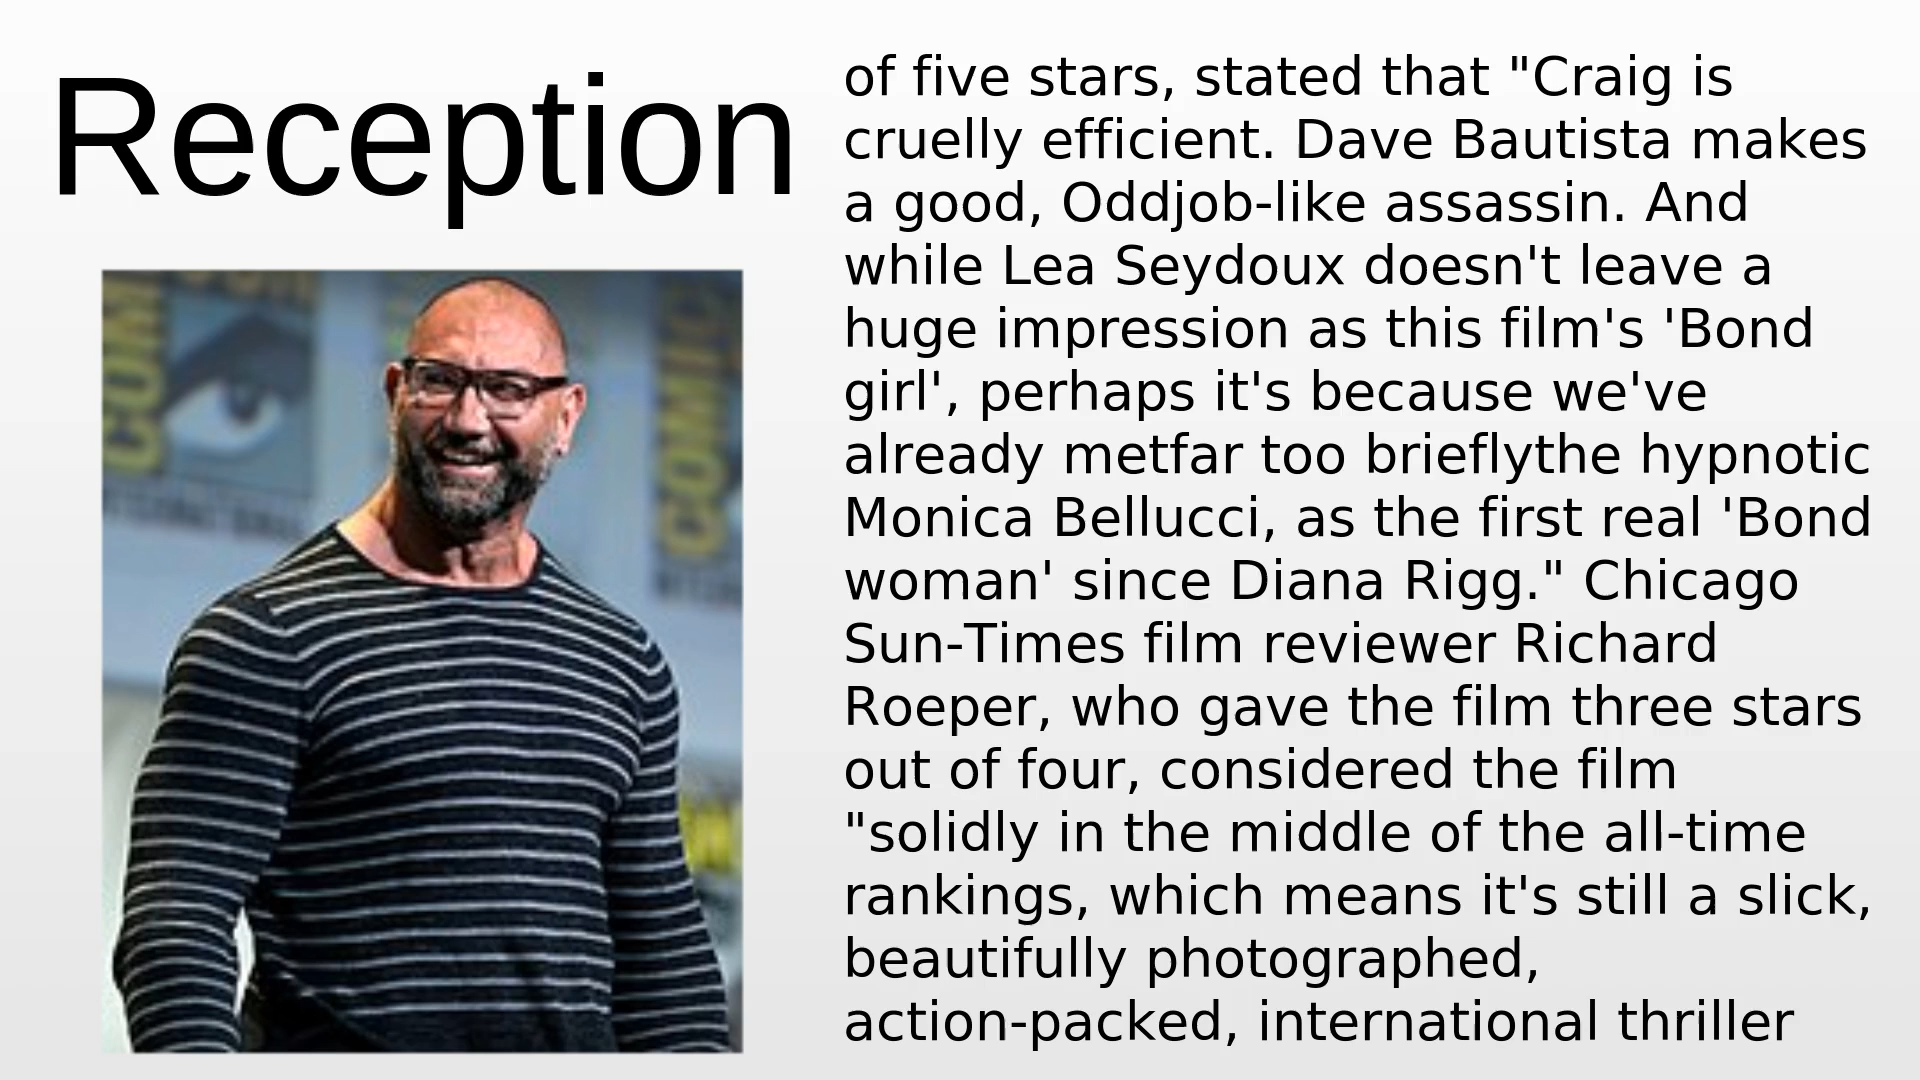 Reception
of five stars, stated that "Craig is
cruelly efficient. Dave Bautista makes
a good, Oddjob-like assassin. And
while Lea Seydoux doesn't leave a
huge impression as this film's 'Bond
girl', perhaps it's because we've
already metfar too brieflythe hypnotic
Monica Bellucci, as the first real 'Bond
woman' since Diana Rigg." Chicago
Sun-Times film reviewer Richard
Roeper, who gave the film three stars
out of four, considered the film
"solidly in the middle of the all-time
rankings, which means it's still a slick,
beautifully photographed,
action-packed, international thriller